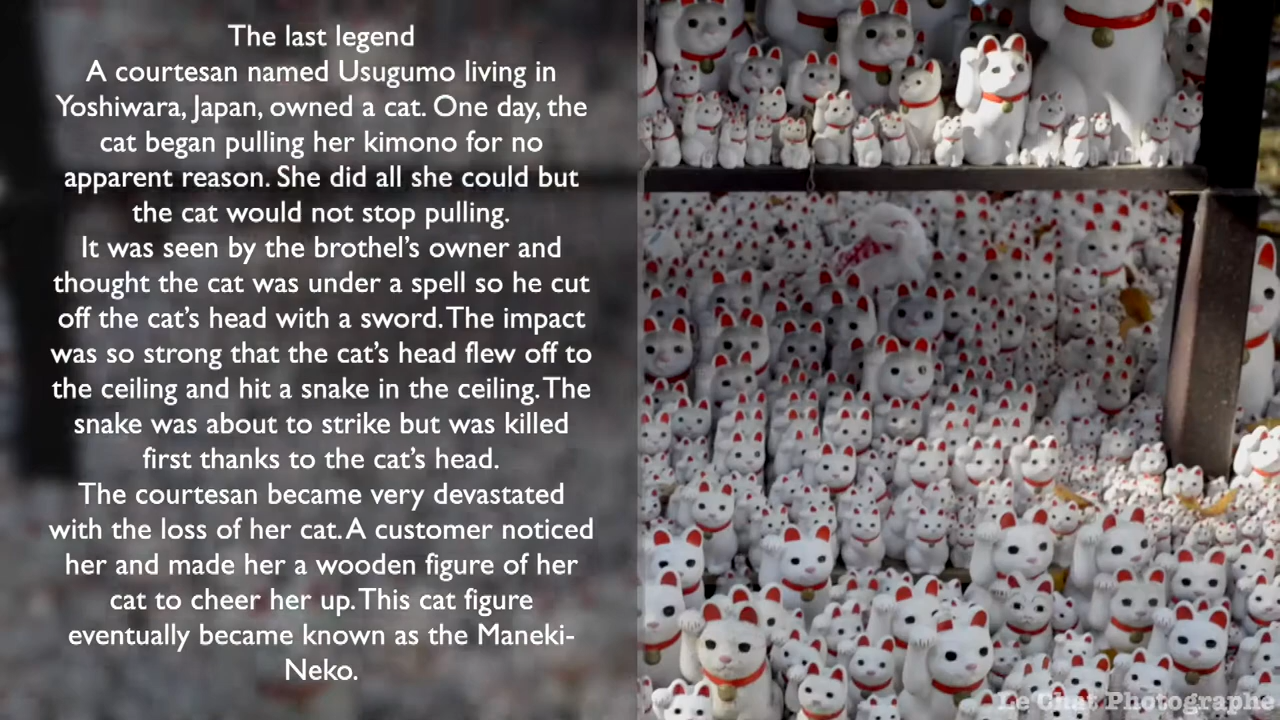 The last legend
A courtesan named Usugumo living in
Yoshiwara, Japan, owned a cat. One day, the
cat began pulling her kimono for no
apparent reason. She did all she could but
the cat would not stop pulling.
It was seen by the brothel's owner and
thought the cat was under a spell so he cut
off the cat's head with a sword. The impact
was so strong that the cat's head flew off to
the ceiling and hit a snake in the ceiling. The
snake was about to strike but was killed
first thanks to the cat's head.
The courtesan became very devastated
with the loss of her cat. A customer noticed
her and made her a wooden figure of her
cat to cheer her up. This cat figure
eventually became known as the Maneki-
Neko.
Le Chat Photographe